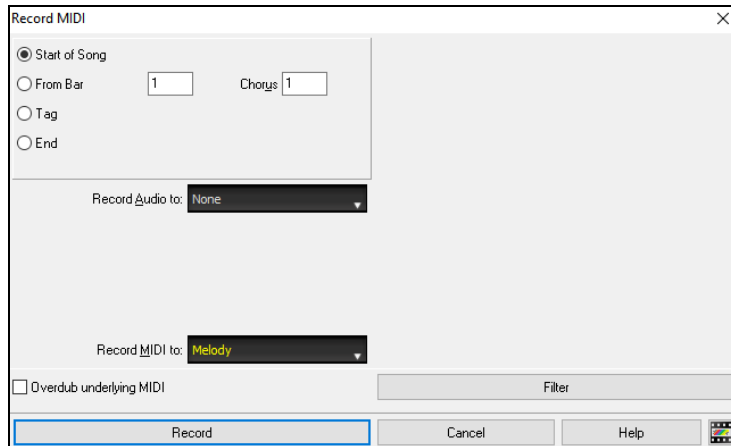 Record MIDI
Start of Song
From Bar 1 Chorus 1
Tag
End
Record Audio to: None
Record MIDI to: Melody
Overdub underlying MIDI Filter
Record Cancel Help